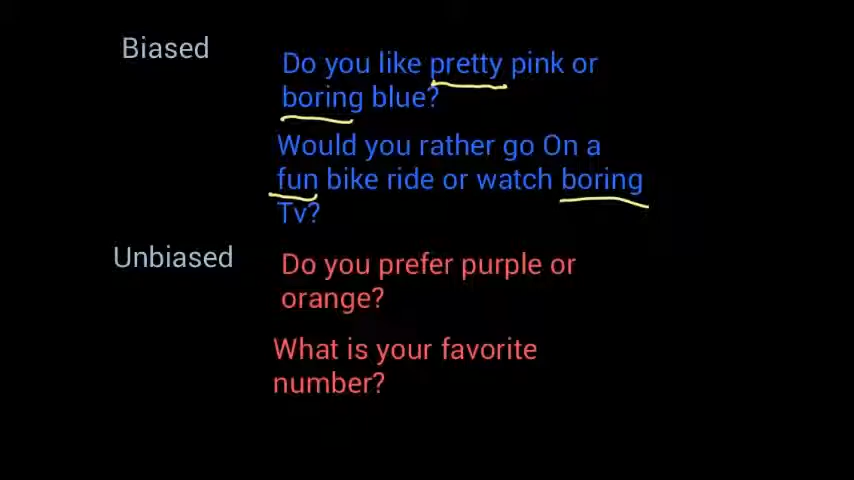 Biased
Do you like pretty pink or
boring blue?
Would you rather go On a
fun bike ride or watch boring
Tv?
Unbiased
Do you prefer purple or
orange?
What is your favorite
number?